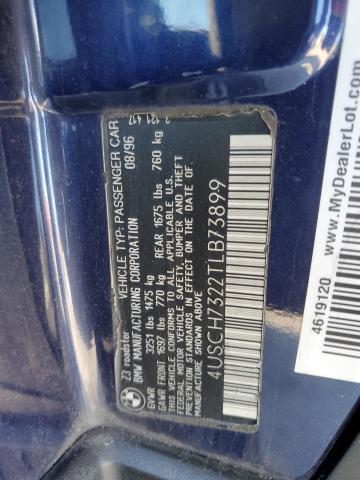 Z3 roadster
VEHICLE TYP: PASSENGER CAR
BMW MANUFACTURING CORPORATION 08/96
GVWR 3251 lbs 1475 kg
GAWR FRONT 1697 lbs 770 kg REAR 1675 lbs 760 kg
THIS VEHICLE CONFORMS TO ALL APPLICABLE U.S.
FEDERAL MOTOR VEHICLE SAFETY, BUMPER AND THEFT
PREVENTION STANDARDS IN EFFECT ON THE DATE OF
MANUFACTURE SHOWN ABOVE.
4USCH7322TLB73899
4619120
www.MyDealerLot.com